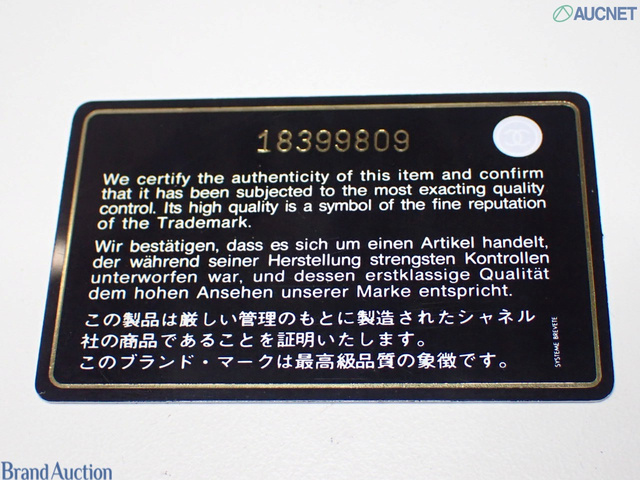 AUCNET
18399809
We certify the authenticity of this item and confirm
that it has been subjected to the most exacting quality
control. Its high quality is a symbol of the fine reputation
of the Trademark.
Wir bestätigen, dass es sich um einen Artikel handelt,
der während seiner Herstellung strengsten Kontrollen
unterworfen war, und dessen erstklassige Qualität
dem hohen Ansehen unserer Marke entspricht.
この製品は厳しい管理のもとに製造されたシャネル
社の商品であることを証明いたします。
このブランド・マークは最高級品質の象徴です。
SYSTEME BREVETE
Brand Auction